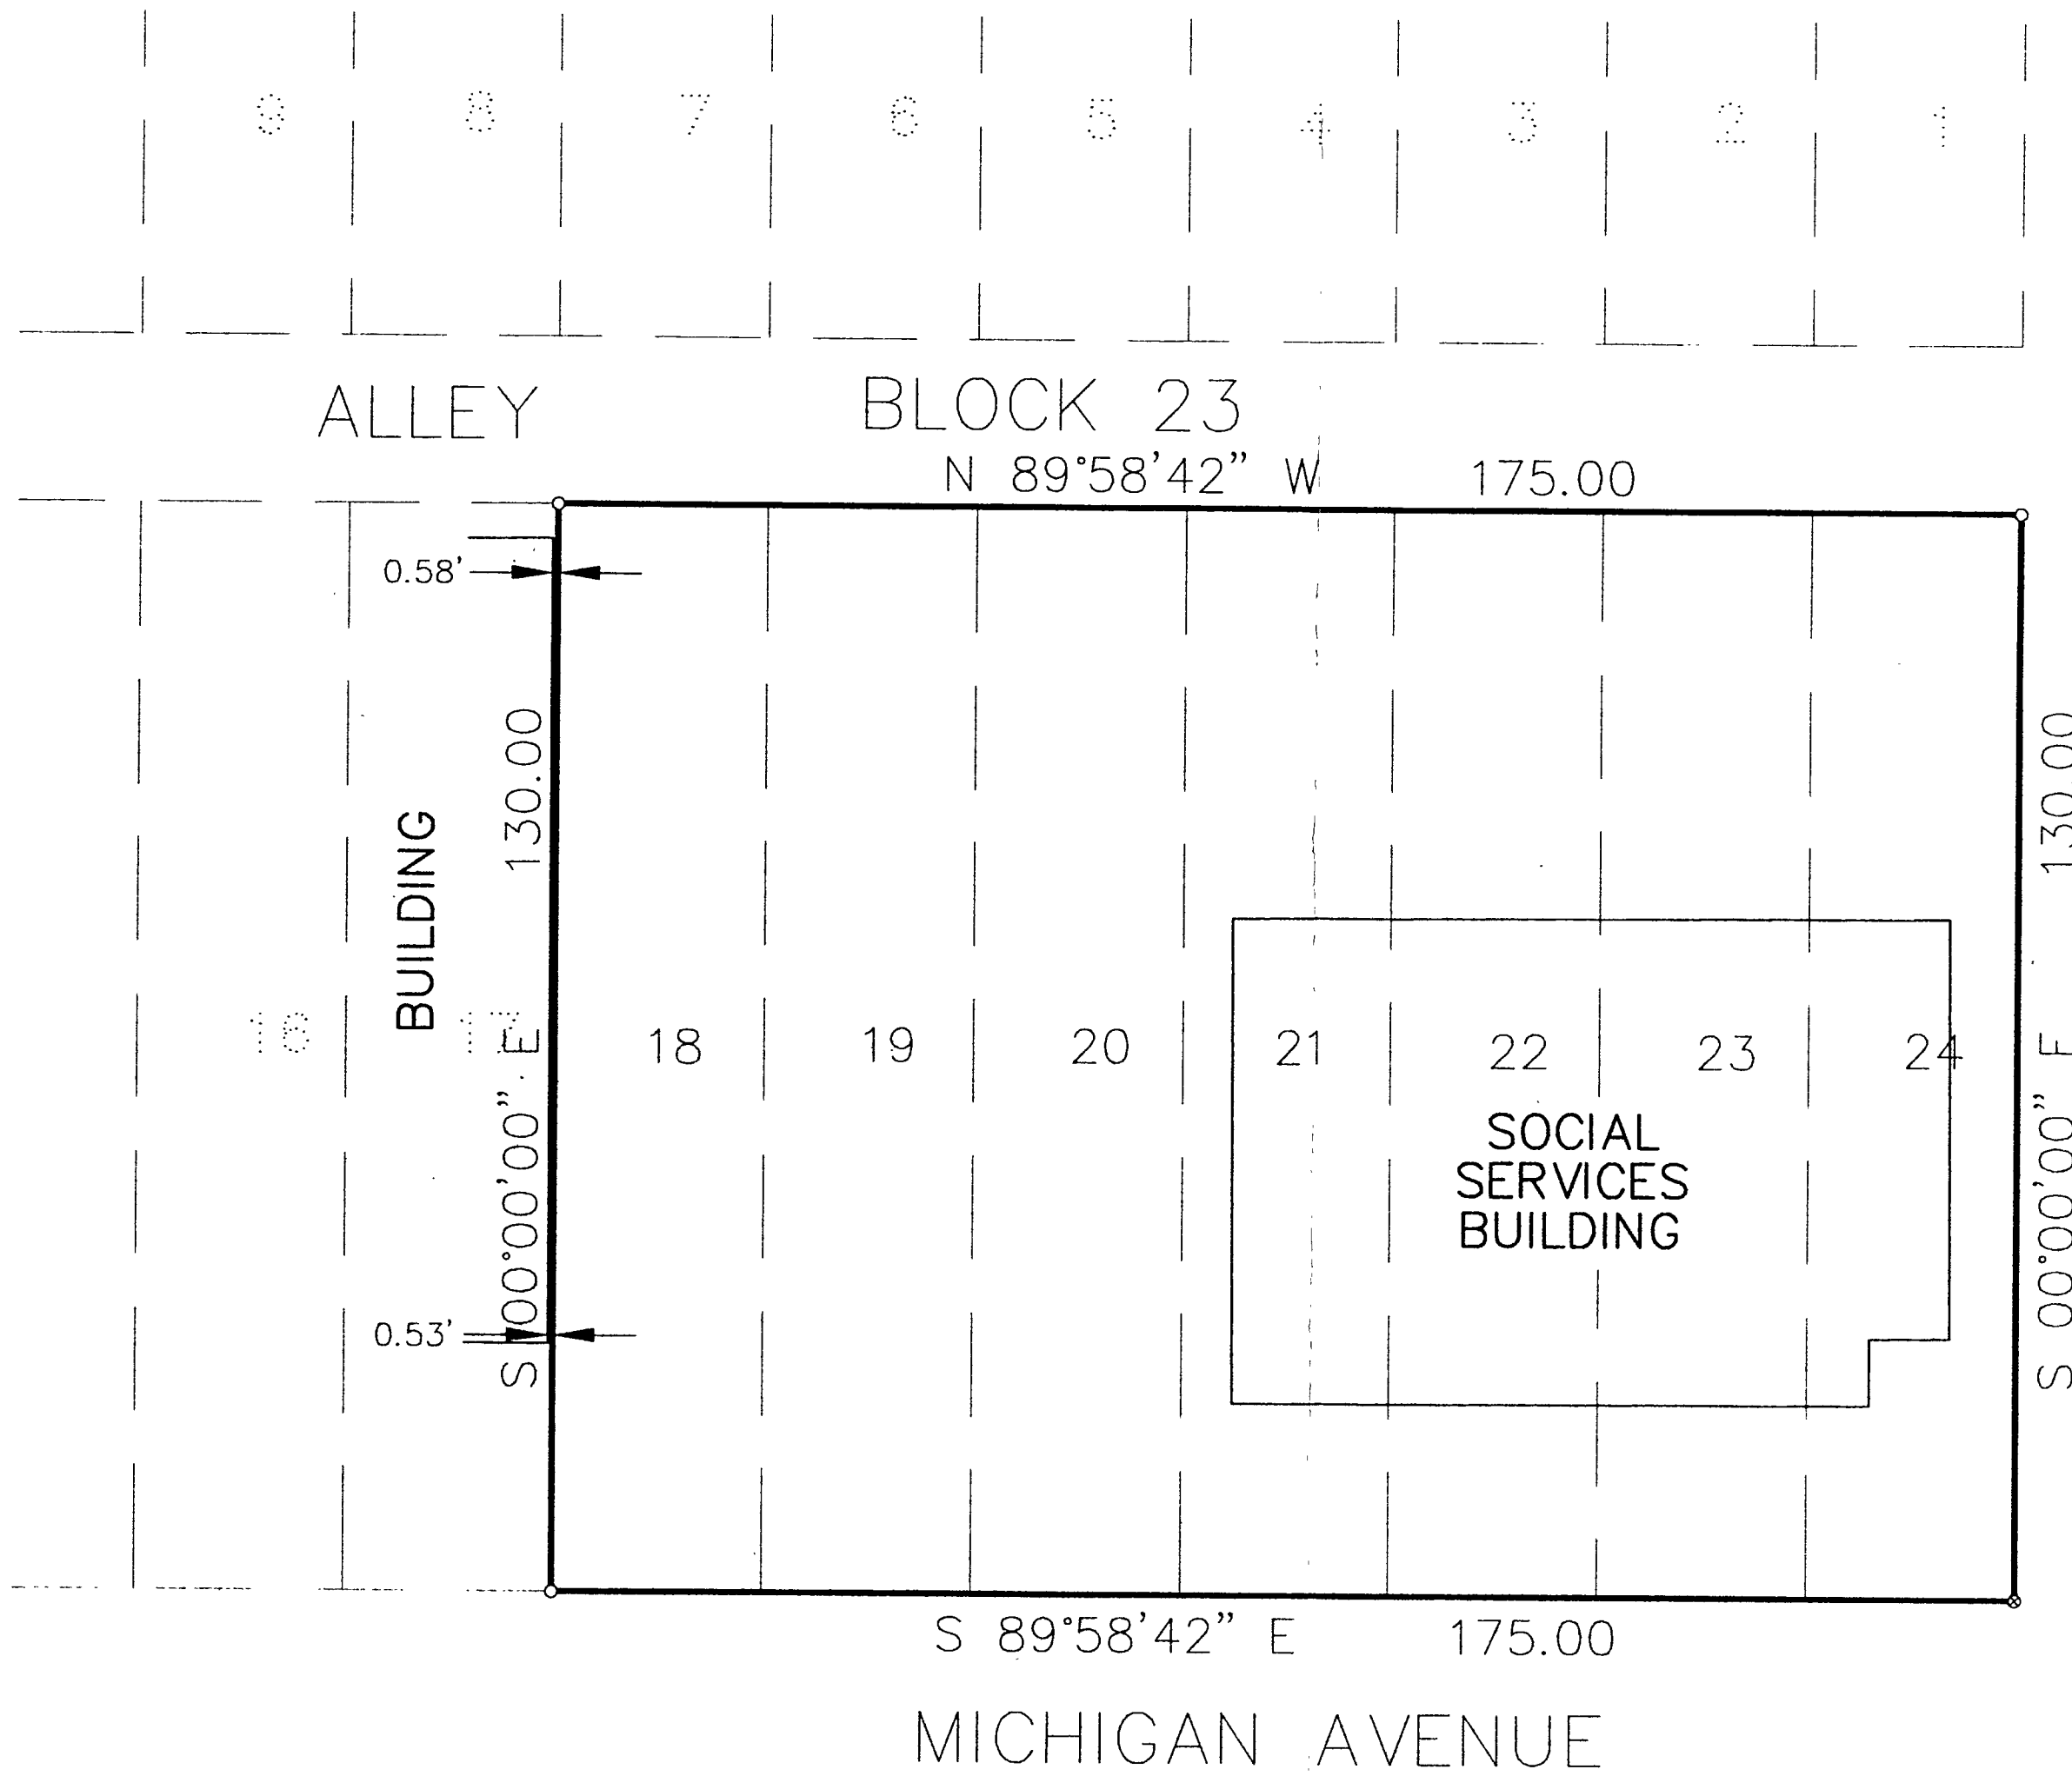 9 8 7 6 5 4 3 2 1
ALLEY
BLOCK 23
N 89°58'42" W 175.00
0.58'
BUILDING
S 00°00'00" E 130.00
S 00°00'00" E 130.00
16 17 18 19 20 21 22 23 24
SOCIAL
SERVICES
BUILDING
0.53'
S 89°58'42" E 175.00
MICHIGAN AVENUE